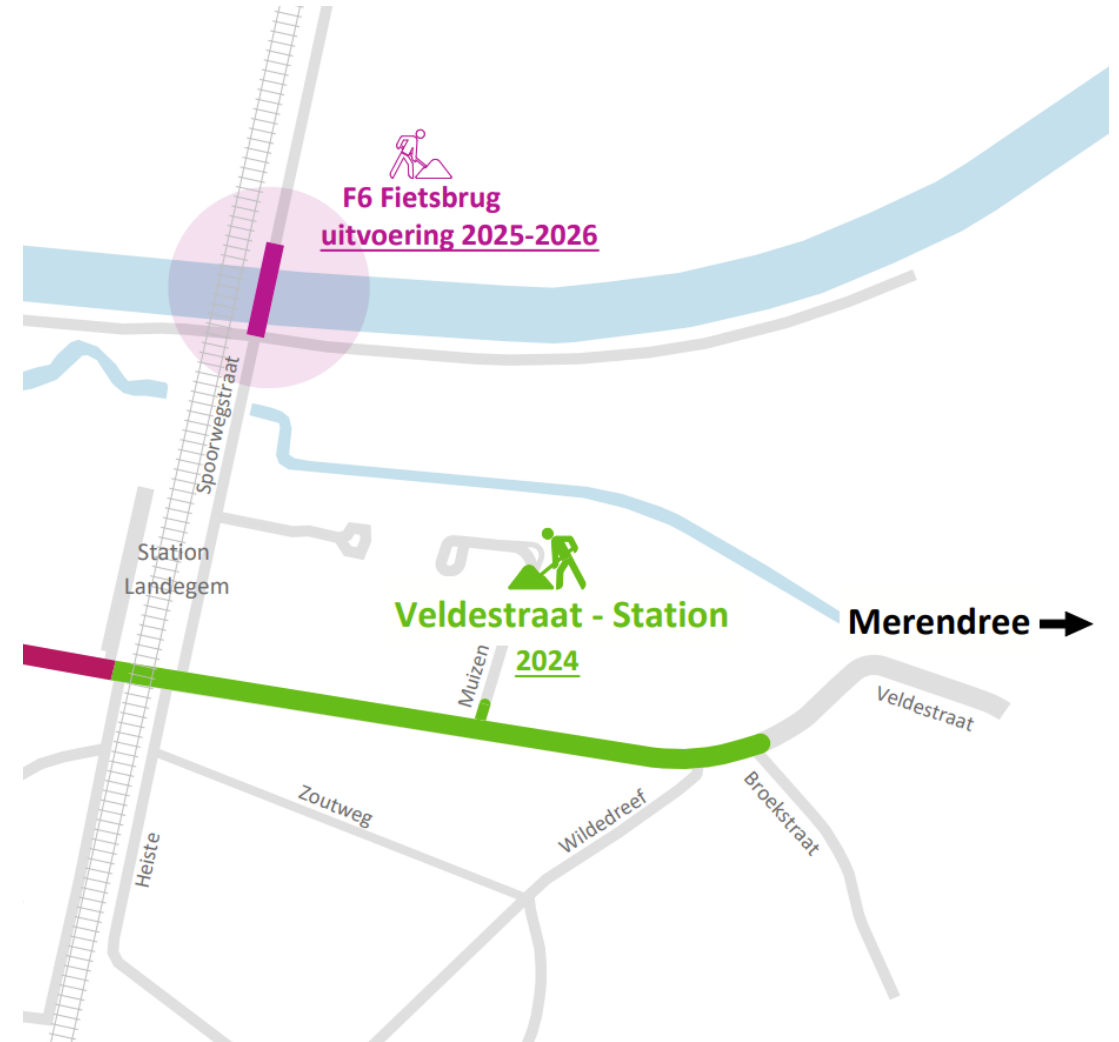 F6 Fietsbrug
uitvoering 2025-2026
Spoorwegstraat
Station
Landegem
Veldestraat - Station
2024
Merendree
Muizen
Veldestraat
Zoutweg
Wildedreef
Broekstraat
Heiste